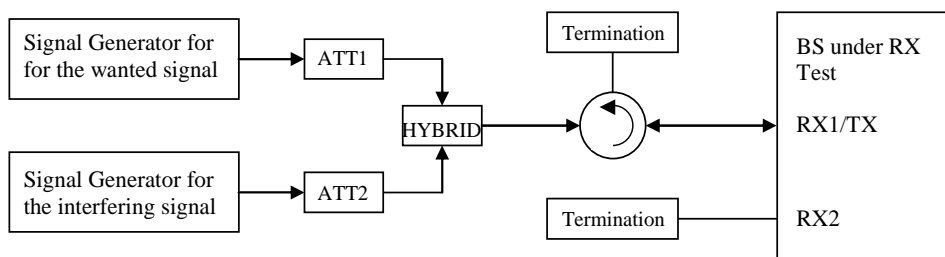 Signal Generator for
for the wanted signal
ATT1
HYBRID
Signal Generator for
the interfering signal
ATT2
Termination
Termination
BS under RX
Test
RX1/TX
RX2